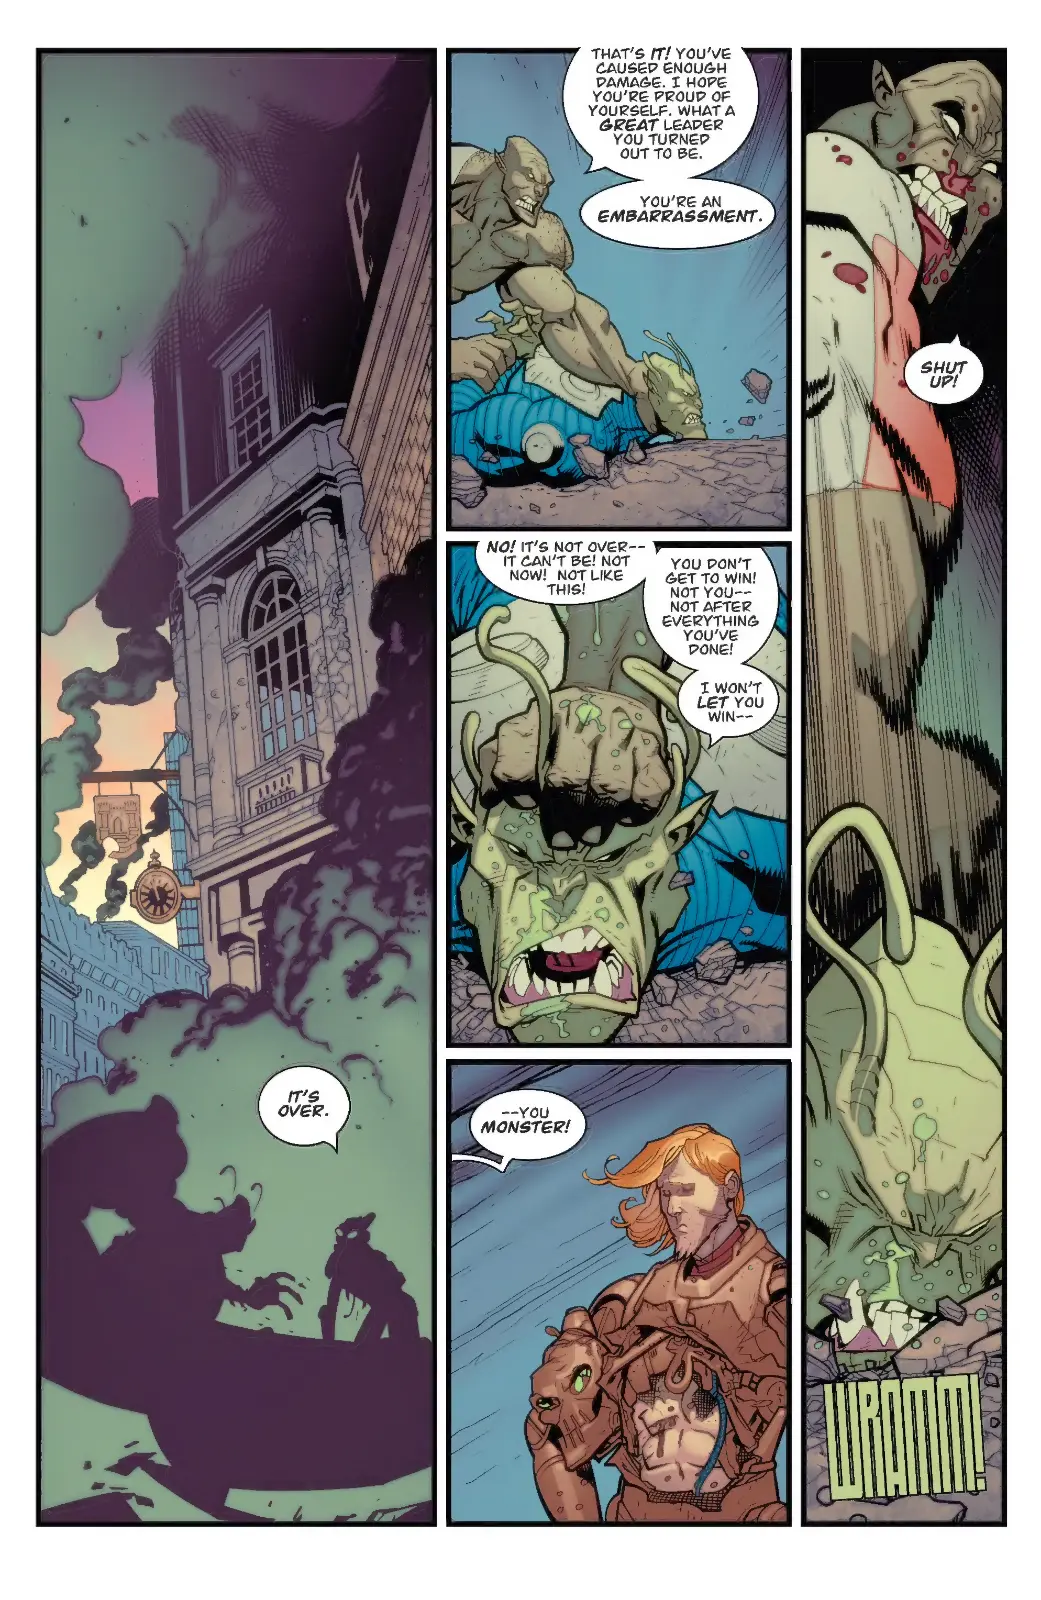 IT'S
OVER.
THAT'S IT! YOU'VE
CAUSED ENOUGH
DAMAGE. I HOPE
YOU'RE PROUD OF
YOURSELF. WHAT A
GREAT LEADER
YOU TURNED
OUT TO BE.
YOU'RE AN
EMBARRASSMENT.
NO! IT'S NOT OVER--
IT CAN'T BE! NOT
NOW! NOT LIKE
THIS!
YOU DON'T
GET TO WIN!
NOT YOU--
NOT AFTER
EVERYTHING
YOU'VE
DONE!
I WON'T
LET YOU
WIN--
--YOU
MONSTER!
SHUT
UP!
WRAMM!